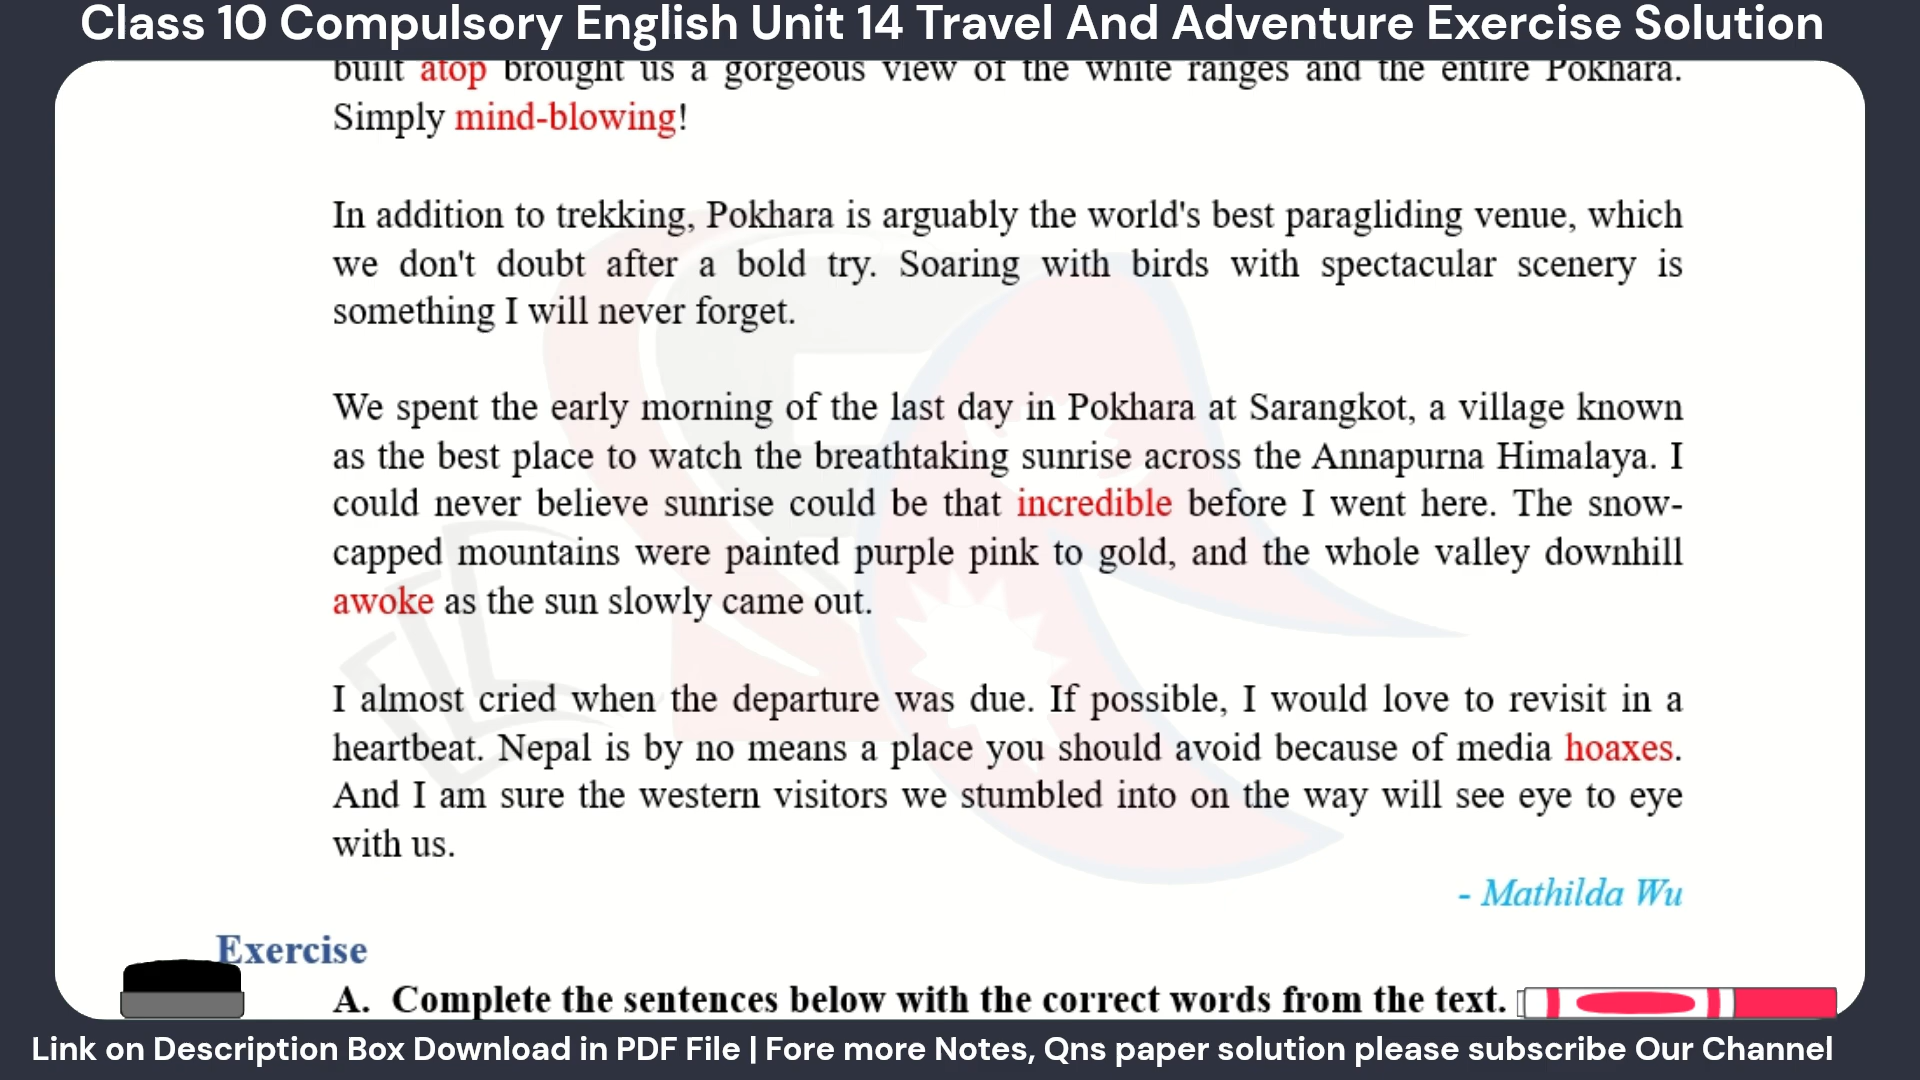 Class 10 Compulsory English Unit 14 Travel And Adventure Exercise Solution
built atop brought us a gorgeous view of the white ranges and the entire Pokhara.
Simply mind-blowing!
In addition to trekking, Pokhara is arguably the world's best paragliding venue, which
we don't doubt after a bold try. Soaring with birds with spectacular scenery is
something I will never forget.
We spent the early morning of the last day in Pokhara at Sarangkot, a village known
as the best place to watch the breathtaking sunrise across the Annapurna Himalaya. I
could never believe sunrise could be that incredible before I went here. The snow-
capped mountains were painted purple pink to gold, and the whole valley downhill
awoke as the sun slowly came out.
I almost cried when the departure was due. If possible, I would love to revisit in a
heartbeat. Nepal is by no means a place you should avoid because of media hoaxes.
And I am sure the western visitors we stumbled into on the way will see eye to eye
with us.
- Mathilda Wu
Exercise
A. Complete the sentences below with the correct words from the text.
Link on Description Box Download in PDF File | Fore more Notes, Qns paper solution please subscribe Our Channel